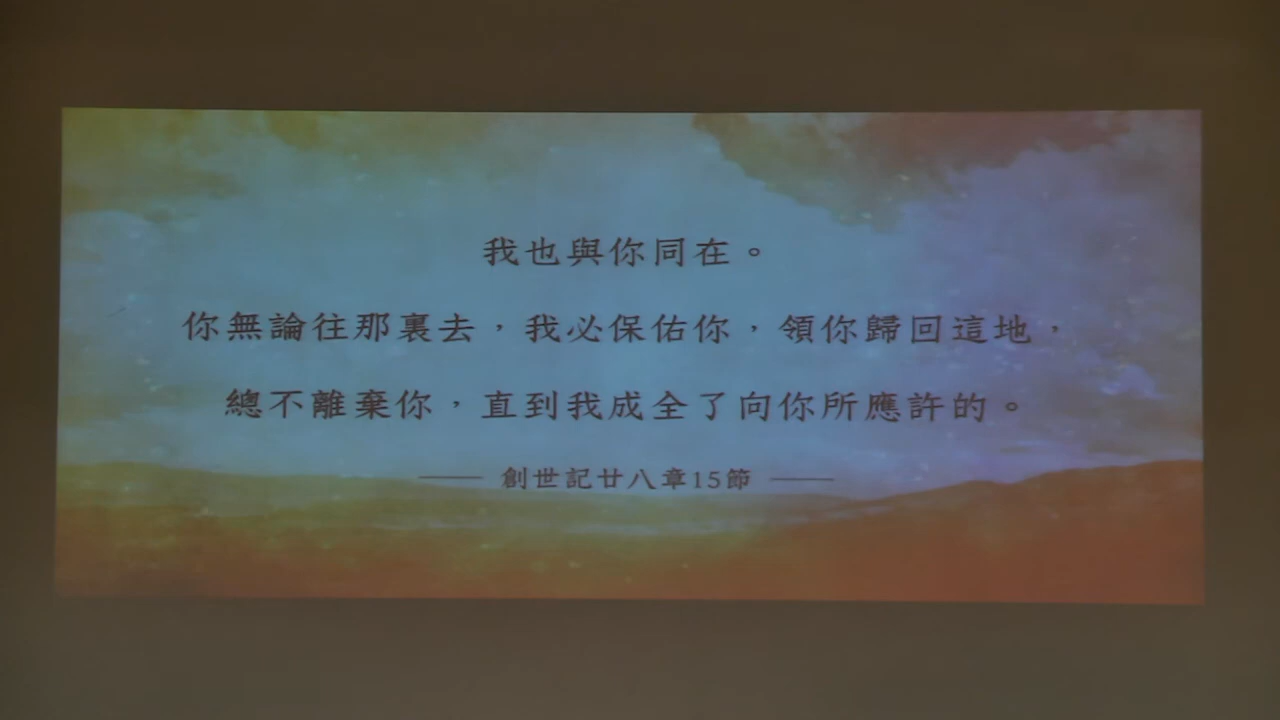 我也與你同在。
你無論往那裏去，我必保佑你，領你歸回這地，
總不離棄你，直到我成全了向你所應許的。
創世記廿八章15節